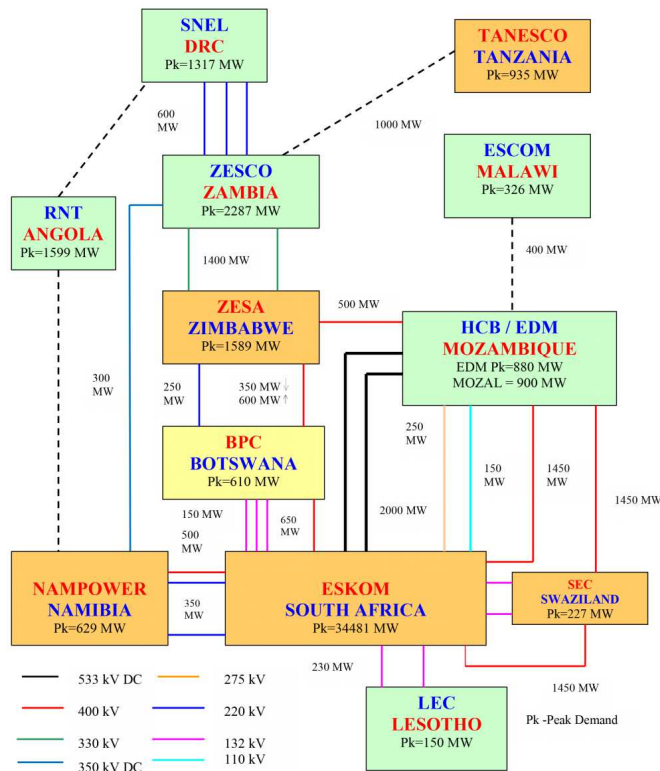 SNEL
DRC
Pk=1317 MW
TANESCO
TANZANIA
Pk=935 MW
600
MW
1000 MW
ZESCO
ZAMBIA
Pk=2287 MW
ESCOM
MALAWI
Pk=326 MW
RNT
ANGOLA
Pk=1599 MW
1400 MW
400 MW
ZESA
ZIMBABWE
Pk=1589 MW
500 MW
HCB / EDM
MOZAMBIQUE
EDM Pk=880 MW
MOZAL = 900 MW
300
MW
250
MW
350 MW ↓
600 MW ↑
BPC
BOTSWANA
Pk=610 MW
250
MW
150
MW
1450
MW
1450 MW
150 MW
500
MW
650
MW
2000 MW
NAMPOWER
NAMIBIA
Pk=629 MW
350
MW
ESKOM
SOUTH AFRICA
Pk=34481 MW
SEC
SWAZILAND
Pk=227 MW
230 MW
1450 MW
LEC
LESOTHO
Pk=150 MW
Pk -Peak Demand
533 kV DC
275 kV
400 kV
220 kV
330 kV
132 kV
350 kV DC
110 kV